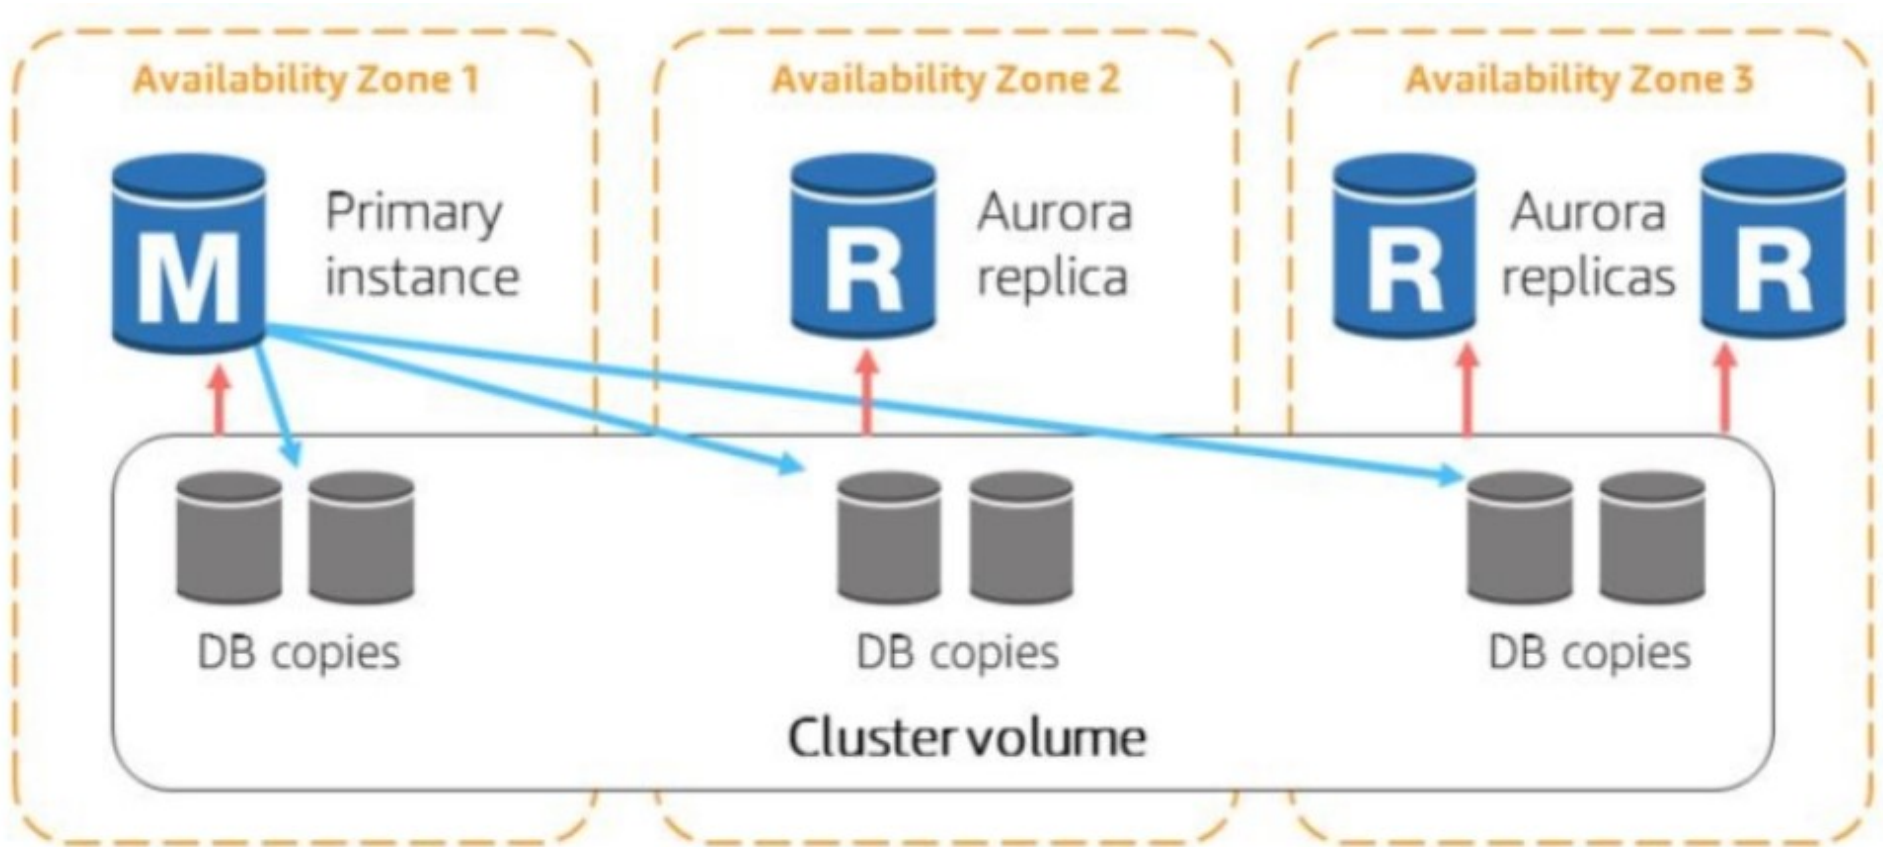 Availability Zone 1
Availability Zone 2
Availability Zone 3
M
Primary
instance
R
Aurora
replica
R
Aurora
replicas
R
DB copies
DB copies
DB copies
Cluster volume